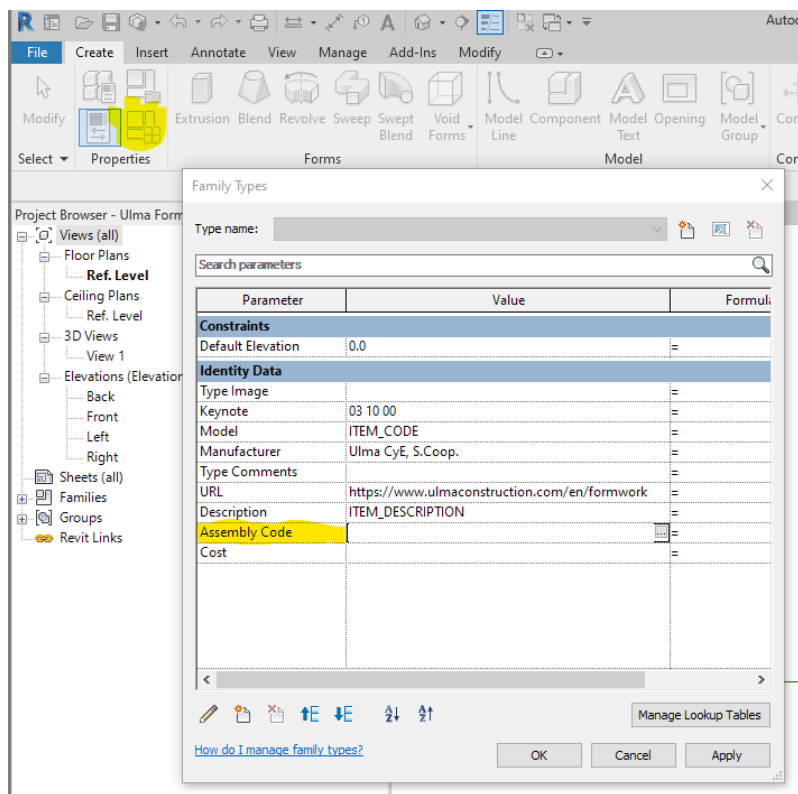 Autod
File Create Insert Annotate View Manage Add-Ins Modify
Modify Extrusion Blend Revolve Sweep Swept Blend Void Forms Model Line Component Model Text Opening Model Group
Select Properties Forms Model
Family Types
Project Browser - Ulma Form
Type name:
Views (all)
Floor Plans
Search parameters
Ref. Level
Parameter Value Formula
Ceiling Plans
Constraints
Ref. Level
Default Elevation 0.0 =
3D Views
View 1
Identity Data
Elevations (Elevation
Type Image =
Back
Keynote 03 10 00 =
Front
Model ITEM_CODE =
Left
Manufacturer Ulma CyE, S.Coop. =
Right
Type Comments =
Sheets (all)
URL https://www.ulmaconstruction.com/en/formwork =
Families
Description ITEM_DESCRIPTION =
Groups
Assembly Code ... =
Revit Links
Cost =
Manage Lookup Tables
How do I manage family types?
OK Cancel Apply